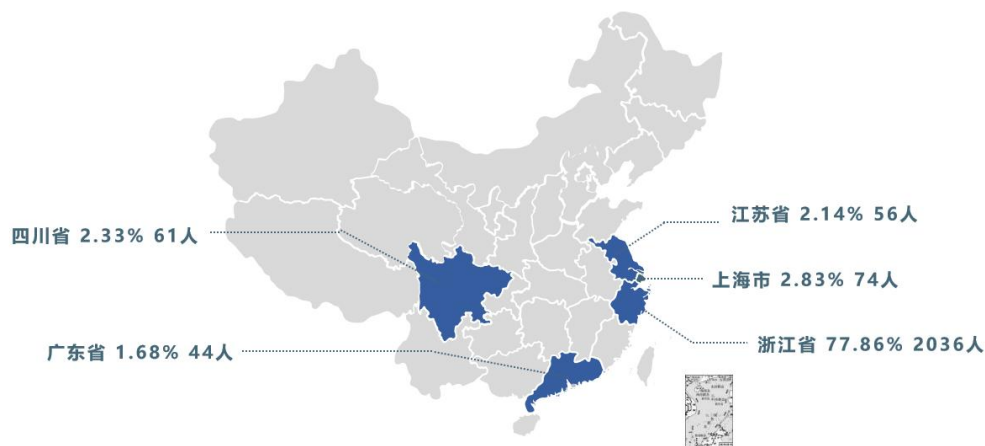 江苏省 2.14% 56人
四川省 2.33% 61人
上海市 2.83% 74人
浙江省 77.86% 2036人
广东省 1.68% 44人